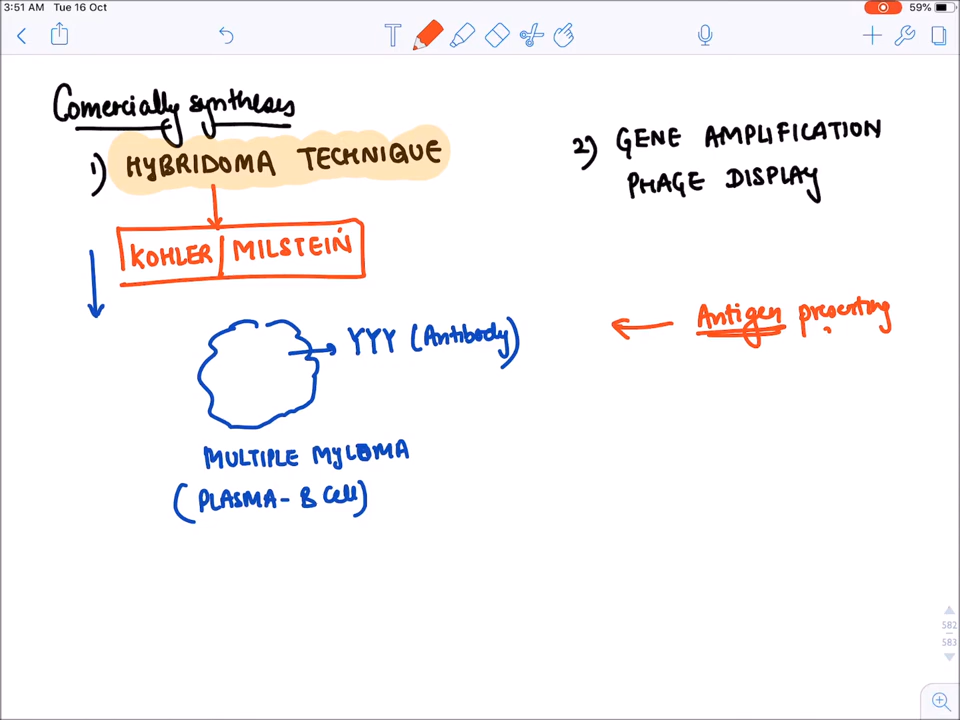 3:51 AM Tue 16 Oct
59%
T
Comercially syntheses
1) HYBRIDOMA TECHNIQUE
2) GENE AMPLIFICATION
PHAGE DISPLAY
KOHLER MILSTEIN
Antigen presenting
YYY (Antibody)
MULTIPLE MYLOMA
(PLASMA - B Cell)
582
583